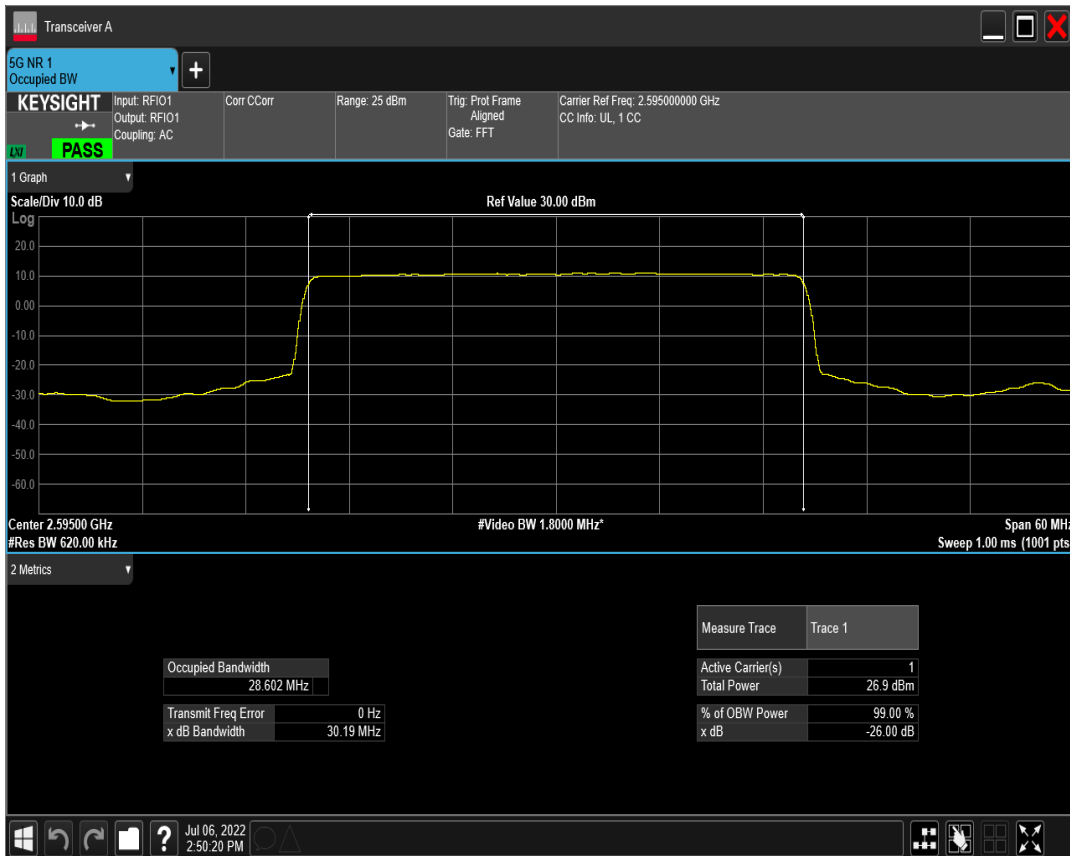 Transceiver A
5G NR 1
Occupied BW
KEYSIGHT
Input: RFIO1
Output: RFIO1
Coupling: AC
Corr CCorr
Range: 25 dBm
Trig: Prot Frame
Aligned
Gate: FFT
Carrier Ref Freq: 2.595000000 GHz
CC Info: UL, 1 CC
LXI
PASS
1 Graph
Scale/Div 10.0 dB
Ref Value 30.00 dBm
Log
20.0
10.0
0.00
-10.0
-20.0
-30.0
-40.0
-50.0
-60.0
Center 2.59500 GHz
#Video BW 1.8000 MHz*
Span 60 MHz
#Res BW 620.00 kHz
Sweep 1.00 ms (1001 pts
2 Metrics
Measure Trace Trace 1
Occupied Bandwidth
28.602 MHz
Active Carrier(s) 1
Total Power 26.9 dBm
Transmit Freq Error 0 Hz
x dB Bandwidth 30.19 MHz
% of OBW Power 99.00 %
x dB -26.00 dB
?
Jul 06, 2022
2:50:20 PM